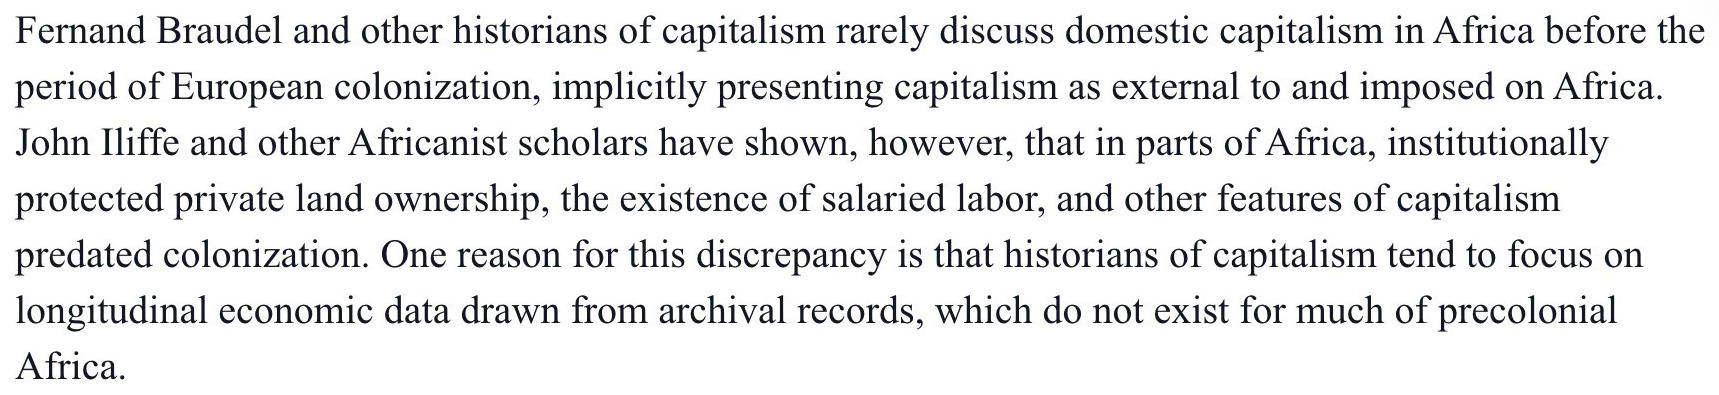 Fernand Braudel and other historians of capitalism rarely discuss domestic capitalism in Africa before the
period of European colonization, implicitly presenting capitalism as external to and imposed on Africa.
John Iliffe and other Africanist scholars have shown, however, that in parts of Africa, institutionally
protected private land ownership, the existence of salaried labor, and other features of capitalism
predated colonization. One reason for this discrepancy is that historians of capitalism tend to focus on
longitudinal economic data drawn from archival records, which do not exist for much of precolonial
Africa.